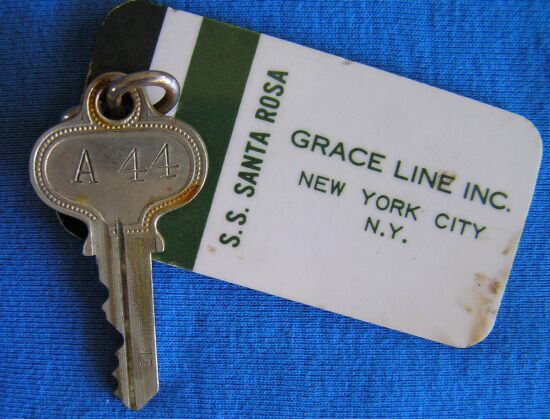 A 44
S.S. SANTA ROSA
GRACE LINE INC.
NEW YORK CITY
N.Y.